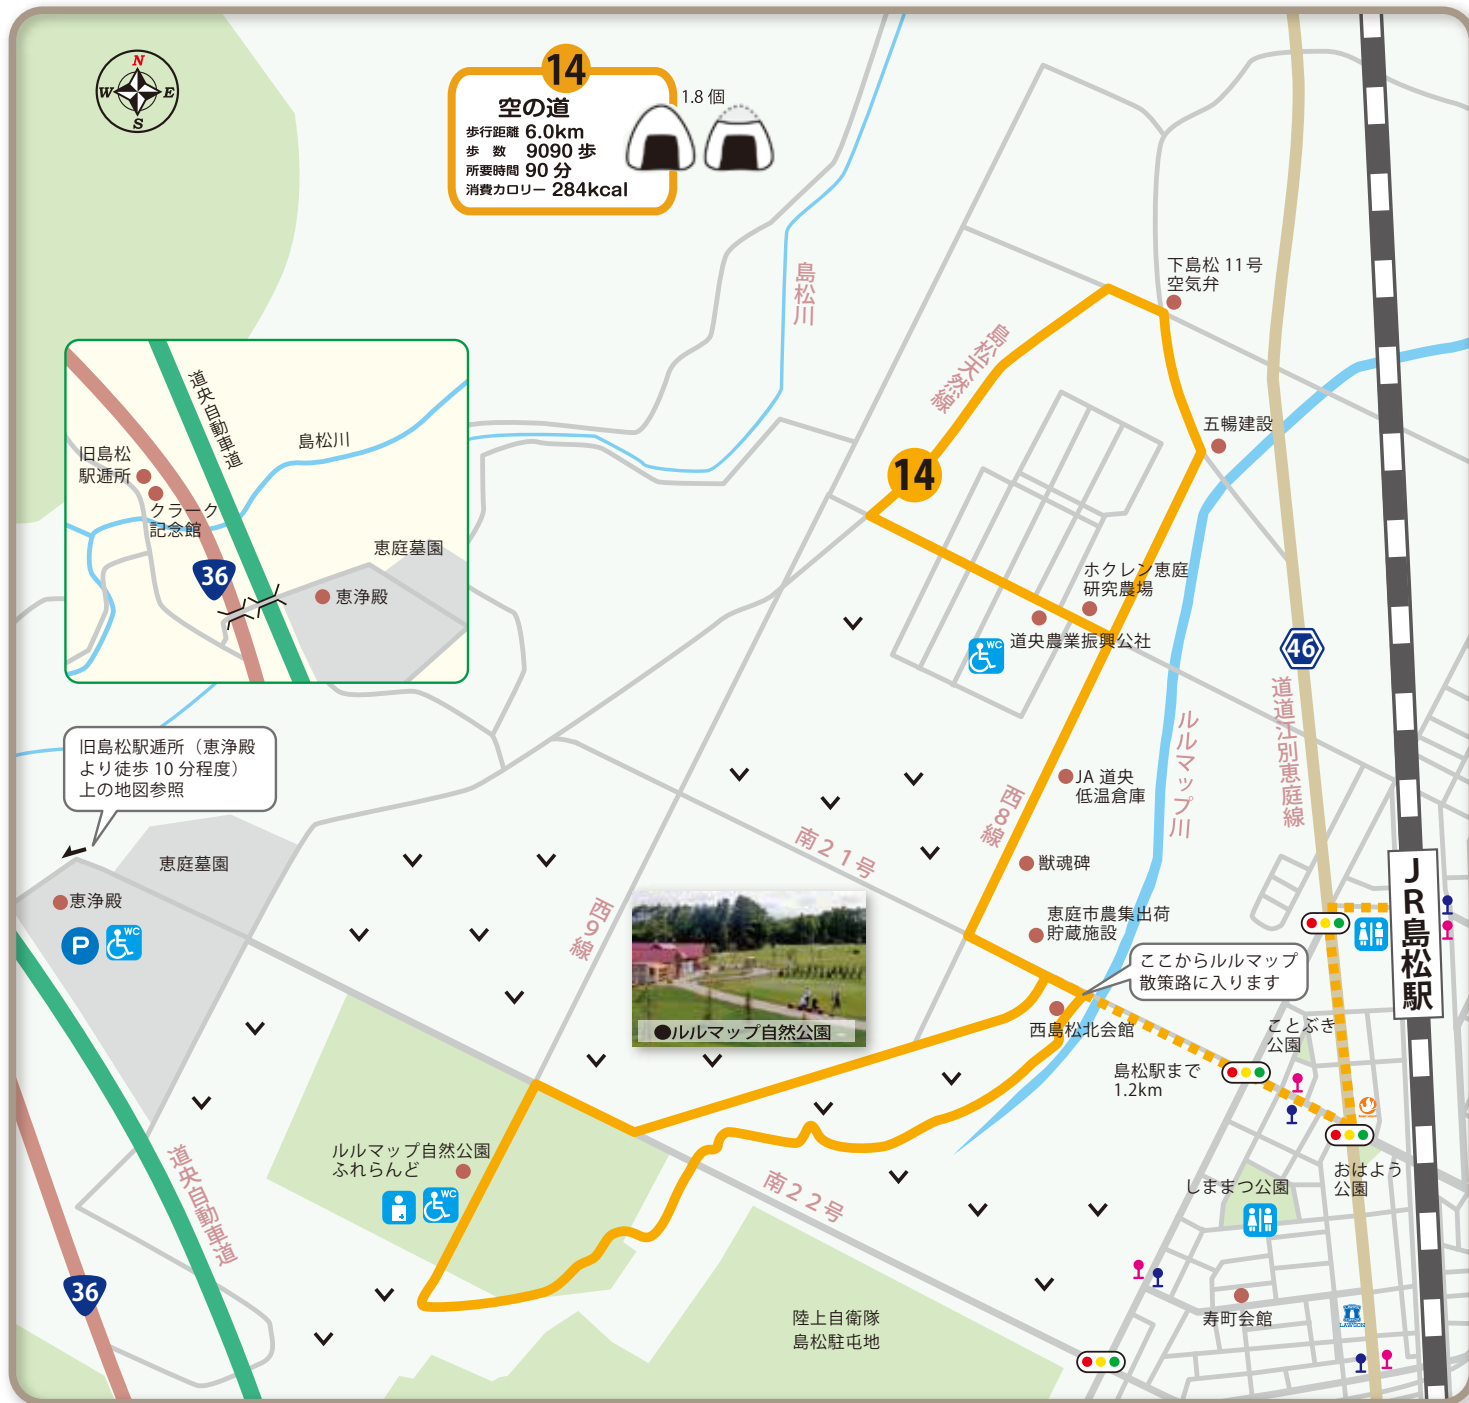 N
W
E
S
14
空の道
歩行距離 6.0km
歩 数 9090 歩
所要時間 90 分
消費カロリー 284kcal
1.8 個
島松川
下島松 11号
空気弁
島松天然線
14
五暢建設
道央自動車道
島松川
旧島松
駅逓所
クラーク
記念館
恵庭墓園
36
恵浄殿
ホクレン恵庭
研究農場
道央農業振興公社
WC
46
道道江別恵庭線
ルルマップ川
旧島松駅逓所（恵浄殿
より徒歩 10 分程度）
上の地図参照
JA 道央
低温倉庫
西8線
南21号
獣魂碑
恵庭墓園
恵浄殿
P
WC
西9線
恵庭市農集出荷
貯蔵施設
JR島松駅
ここからルルマップ
散策路に入ります
●ルルマップ自然公園
西島松北会館
ことぶき
公園
島松駅まで
1.2km
ルルマップ自然公園
ふれらんど
WC
道央自動車道
南22号
おはよう
公園
しままつ公園
36
陸上自衛隊
島松駐屯地
寿町会館
LAWSON